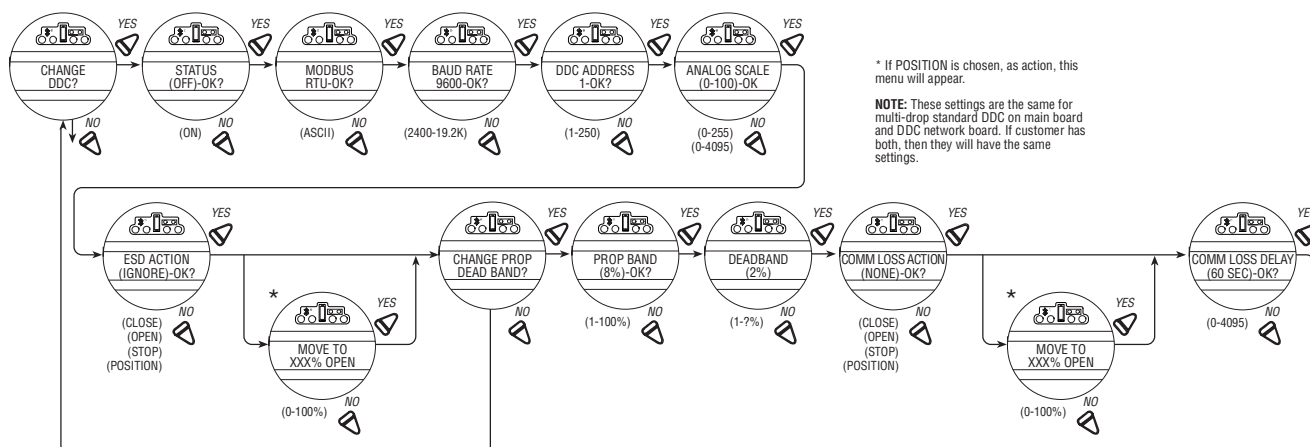 YES
YES
YES
YES
YES
YES
CHANGE
DDC?
STATUS
(OFF)-OK?
MODBUS
RTU-OK?
BAUD RATE
9600-OK?
DDC ADDRESS
1-OK?
ANALOG SCALE
(0-100)-OK
NO
NO
NO
NO
NO
NO
(ON)
(ASCII)
(2400-19.2K)
(1-250)
(0-255)
(0-4095)
* If POSITION is chosen, as action, this
menu will appear.
NOTE: These settings are the same for
multi-drop standard DDC on main board
and DDC network board. If customer has
both, then they will have the same
settings.
YES
YES
YES
YES
YES
YE
ESD ACTION
(IGNORE)-OK?
CHANGE PROP
DEAD BAND?
PROP BAND
(8%)-OK?
DEADBAND
(2%)
COMM LOSS ACTION
(NONE)-OK?
COMM LOSS DELAY
(60 SEC)-OK?
NO
NO
NO
NO
NO
NO
(CLOSE)
(OPEN)
(STOP)
(POSITION)
*
YES
MOVE TO
XXX% OPEN
NO
(0-100%)
(1-100%)
(1-?%)
(CLOSE)
(OPEN)
(STOP)
(POSITION)
*
YES
MOVE TO
XXX% OPEN
NO
(0-100%)
(0-4095)